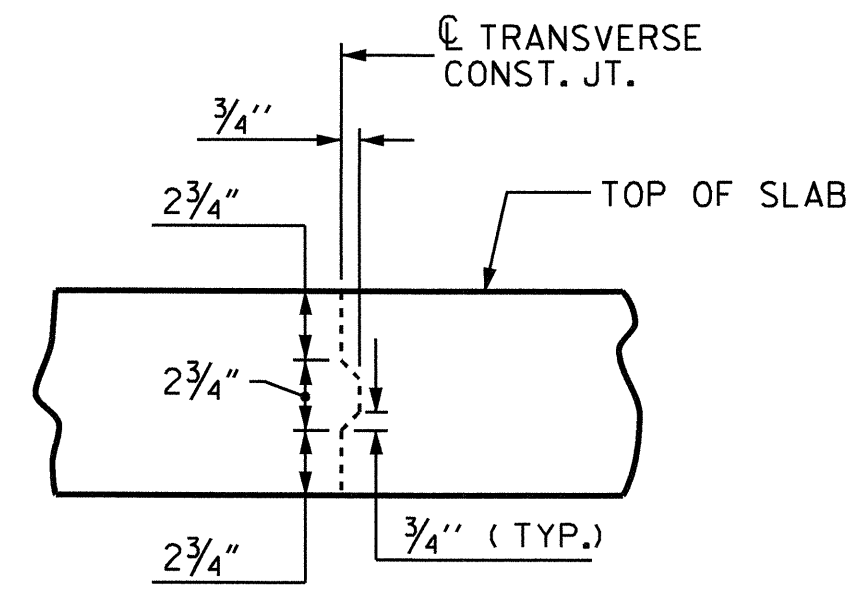 ℄ TRANSVERSE
CONST. JT.
3/4''
2 3/4"
TOP OF SLAB
2 3/4"
3/4'' ( TYP.)
2 3/4"